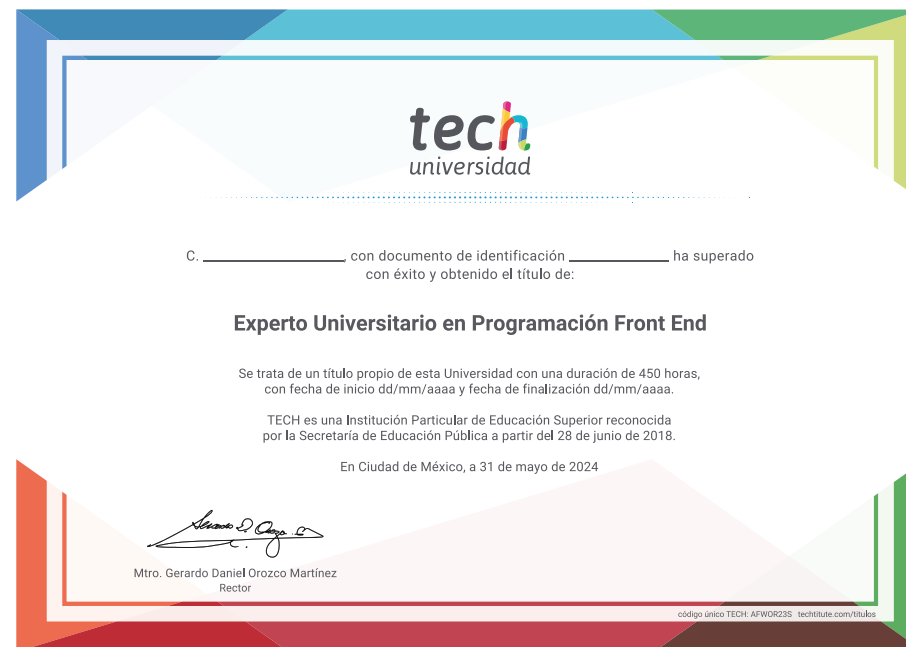 tech
universidad
C. ____________, con documento de identificación ____________ ha superado
con éxito y obtenido el título de:
Experto Universitario en Programación Front End
Se trata de un título propio de esta Universidad con una duración de 450 horas,
con fecha de inicio dd/mm/aaaa y fecha de finalización dd/mm/aaaa.
TECH es una Institución Particular de Educación Superior reconocida
por la Secretaría de Educación Pública a partir del 28 de junio de 2018.
En Ciudad de México, a 31 de mayo de 2024
Mtro. Gerardo Daniel Orozco Martínez
Rector
código único TECH: AFWOR23S techtitute.com/titulos